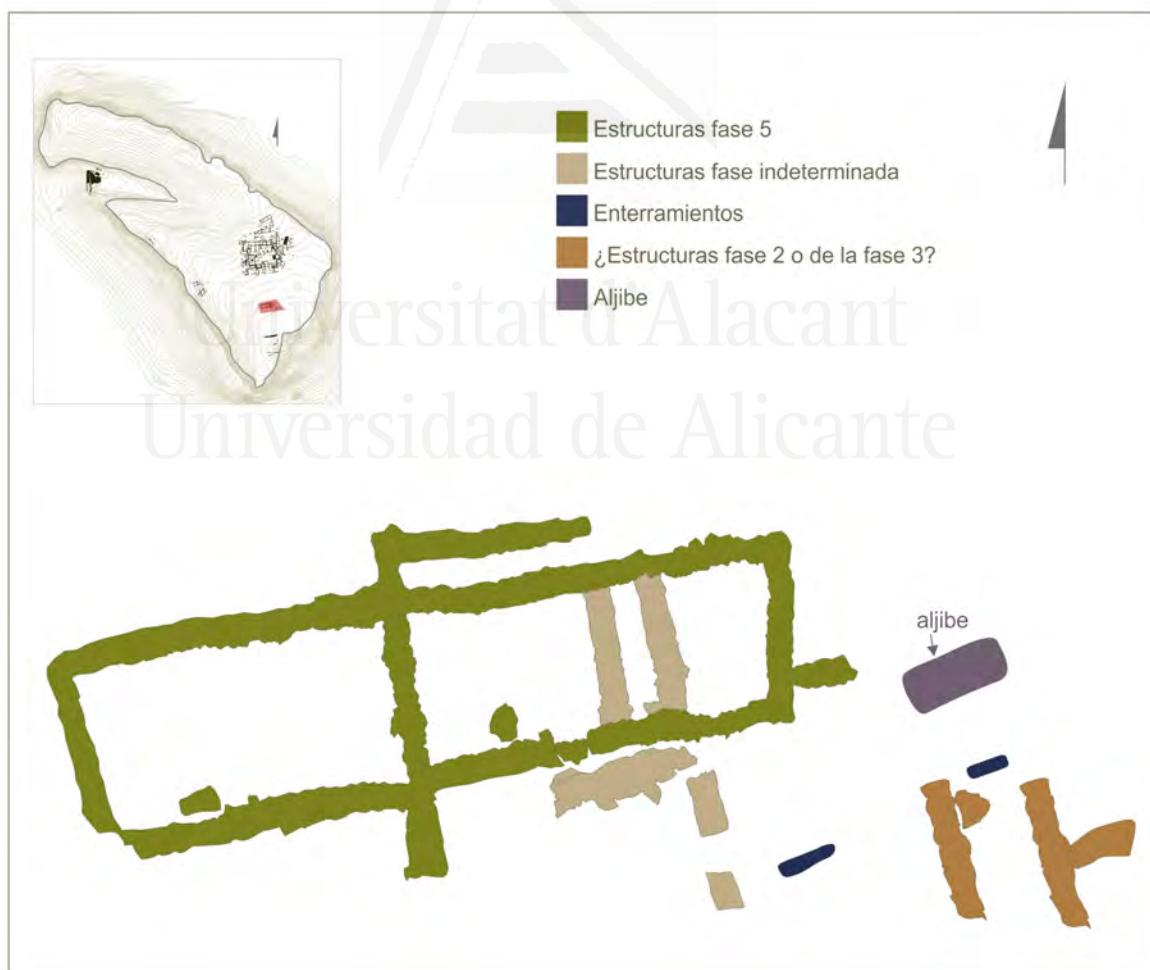 Estructuras fase 5
Estructuras fase indeterminada
Enterramientos
¿Estructuras fase 2 o de la fase 3?
Aljibe
Universitat d'Alacant
Universidad de Alicante
aljibe